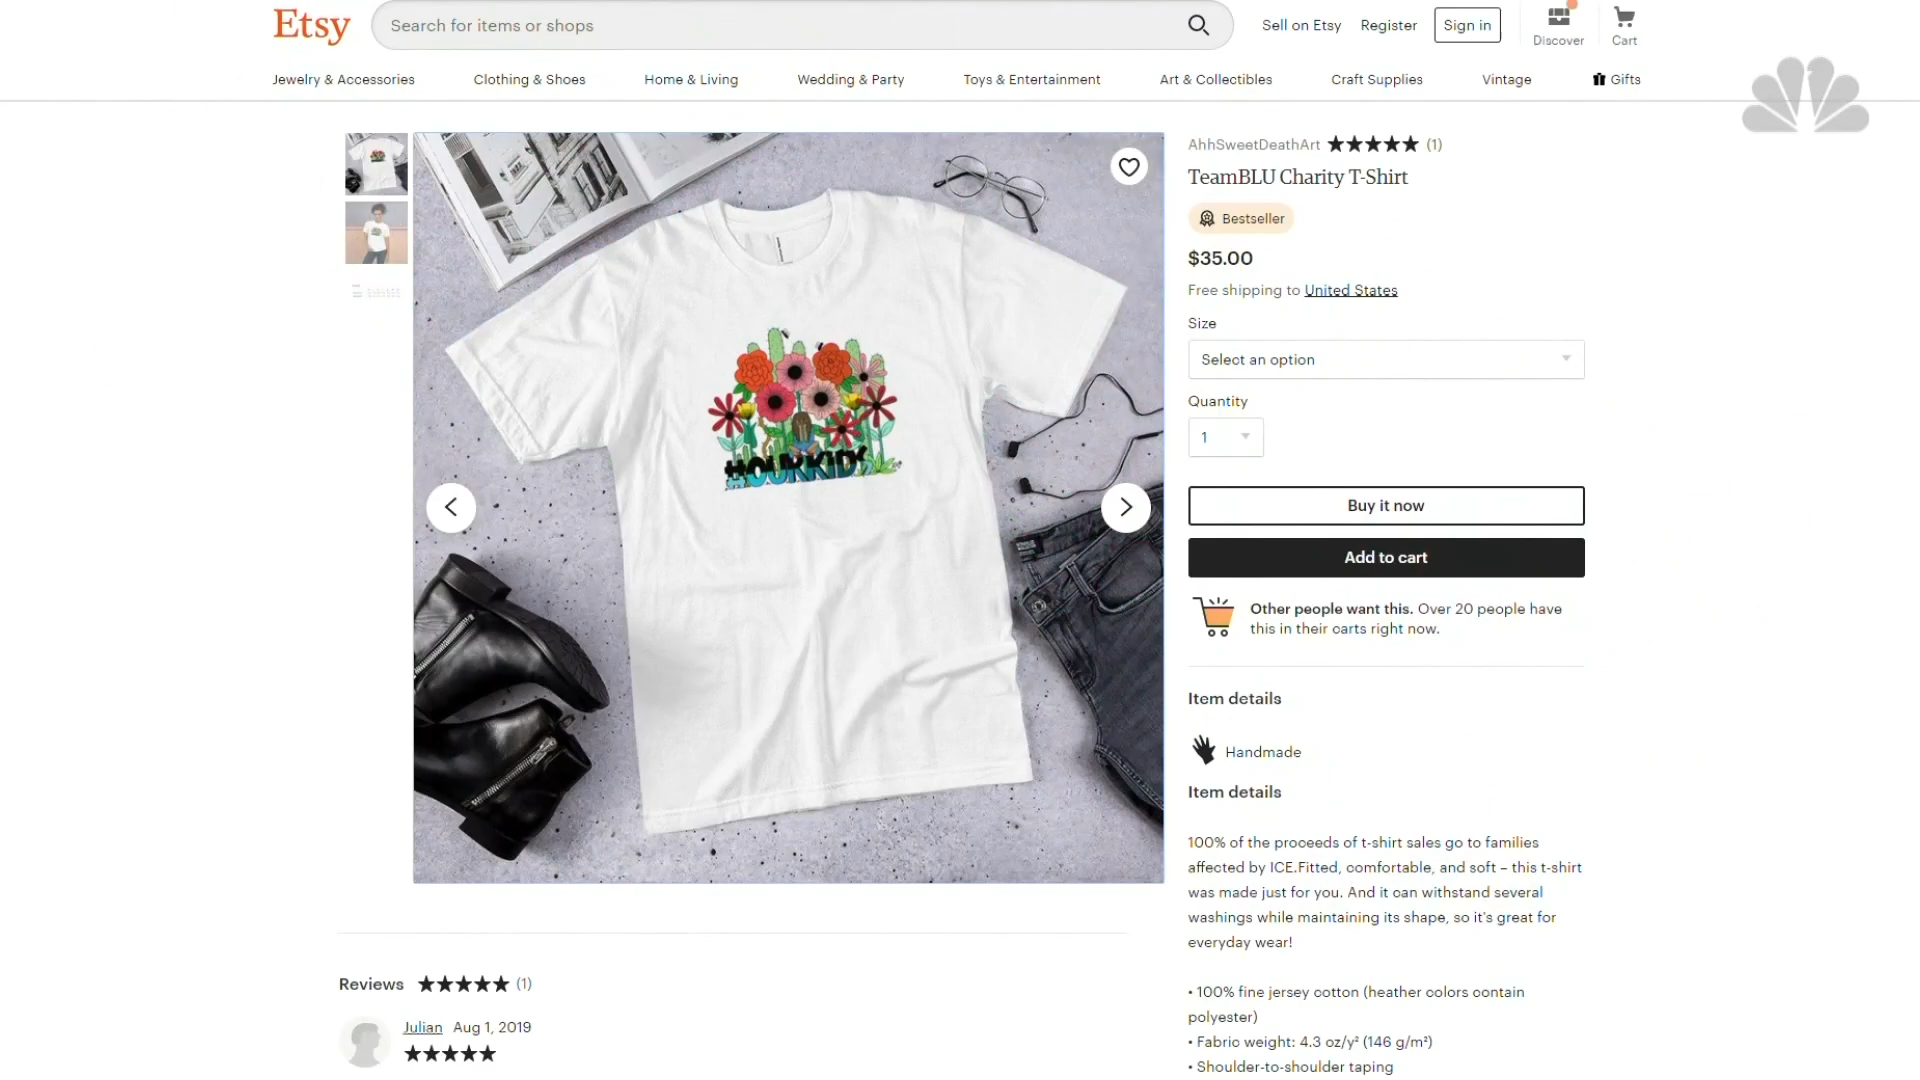 Etsy
Search for items or shops
Sell on Etsy
Register
Sign in
Discover
Cart
Jewelry & Accessories
Clothing & Shoes
Home & Living
Wedding & Party
Toys & Entertainment
Art & Collectibles
Craft Supplies
Vintage
Gifts
AhhSweetDeathArt ★★★★★ (1)
TeamBLU Charity T-Shirt
Bestseller
$35.00
Free shipping to United States
Size
Select an option
Quantity
1
Buy it now
Add to cart
Other people want this. Over 20 people have
this in their carts right now.
Item details
Handmade
Item details
100% of the proceeds of t-shirt sales go to families
affected by ICE.Fitted, comfortable, and soft – this t-shirt
was made just for you. And it can withstand several
washings while maintaining its shape, so it's great for
everyday wear!
• 100% fine jersey cotton (heather colors contain
polyester)
• Fabric weight: 4.3 oz/y² (146 g/m²)
• Shoulder-to-shoulder taping
#OURKIDS
Reviews ★★★★★ (1)
Julian Aug 1, 2019
★★★★★